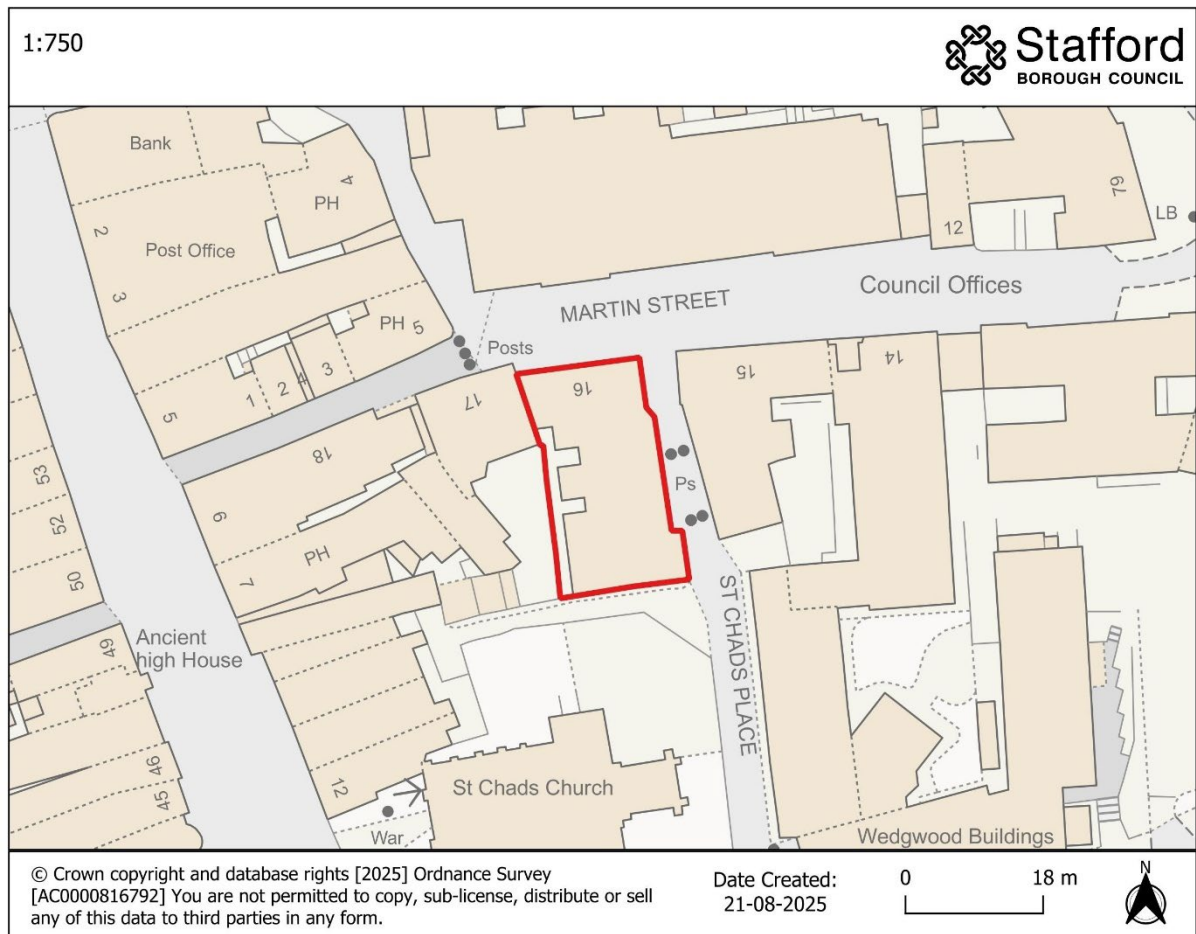 1:750
Stafford
BOROUGH COUNCIL
Bank
4
PH
79
LB
2
12
Post Office
Council Offices
3
MARTIN STREET
PH
5
Posts
3
4
2
1
5
16
15
14
17
18
53
52
50
6
7
PH
Ps
ST CHADS PLACE
Ancient
high House
49
46
45
12
St Chads Church
War
Wedgwood Buildings
© Crown copyright and database rights [2025] Ordnance Survey
[AC0000816792] You are not permitted to copy, sub-license, distribute or sell
any of this data to third parties in any form.
Date Created:
21-08-2025
0
18 m
N